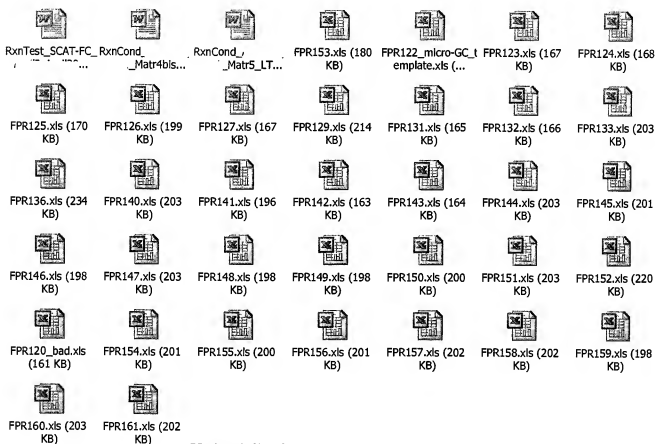 RxnTest_SCAT-FC_ RxnCond_ RxnCond_ FPR153.xls (180 FPR122_micro-GC_t FPR123.xls (167 FPR124.xls (168
_Matr4bls... _Matr5_LT... KB) emplate.xls (... KB) KB)
FPR125.xls (170 FPR126.xls (199 FPR127.xls (167 FPR129.xls (214 FPR131.xls (165 FPR132.xls (166 FPR133.xls (203
KB) KB) KB) KB) KB) KB) KB)
FPR136.xls (234 FPR140.xls (203 FPR141.xls (196 FPR142.xls (163 FPR143.xls (164 FPR144.xls (203 FPR145.xls (201
KB) KB) KB) KB) KB) KB) KB)
FPR146.xls (198 FPR147.xls (203 FPR148.xls (198 FPR149.xls (198 FPR150.xls (200 FPR151.xls (203 FPR152.xls (220
KB) KB) KB) KB) KB) KB) KB)
FPR120_bad.xls FPR154.xls (201 FPR155.xls (200 FPR156.xls (201 FPR157.xls (202 FPR158.xls (202 FPR159.xls (198
(161 KB) KB) KB) KB) KB) KB) KB)
FPR160.xls (203 FPR161.xls (202
KB) KB)